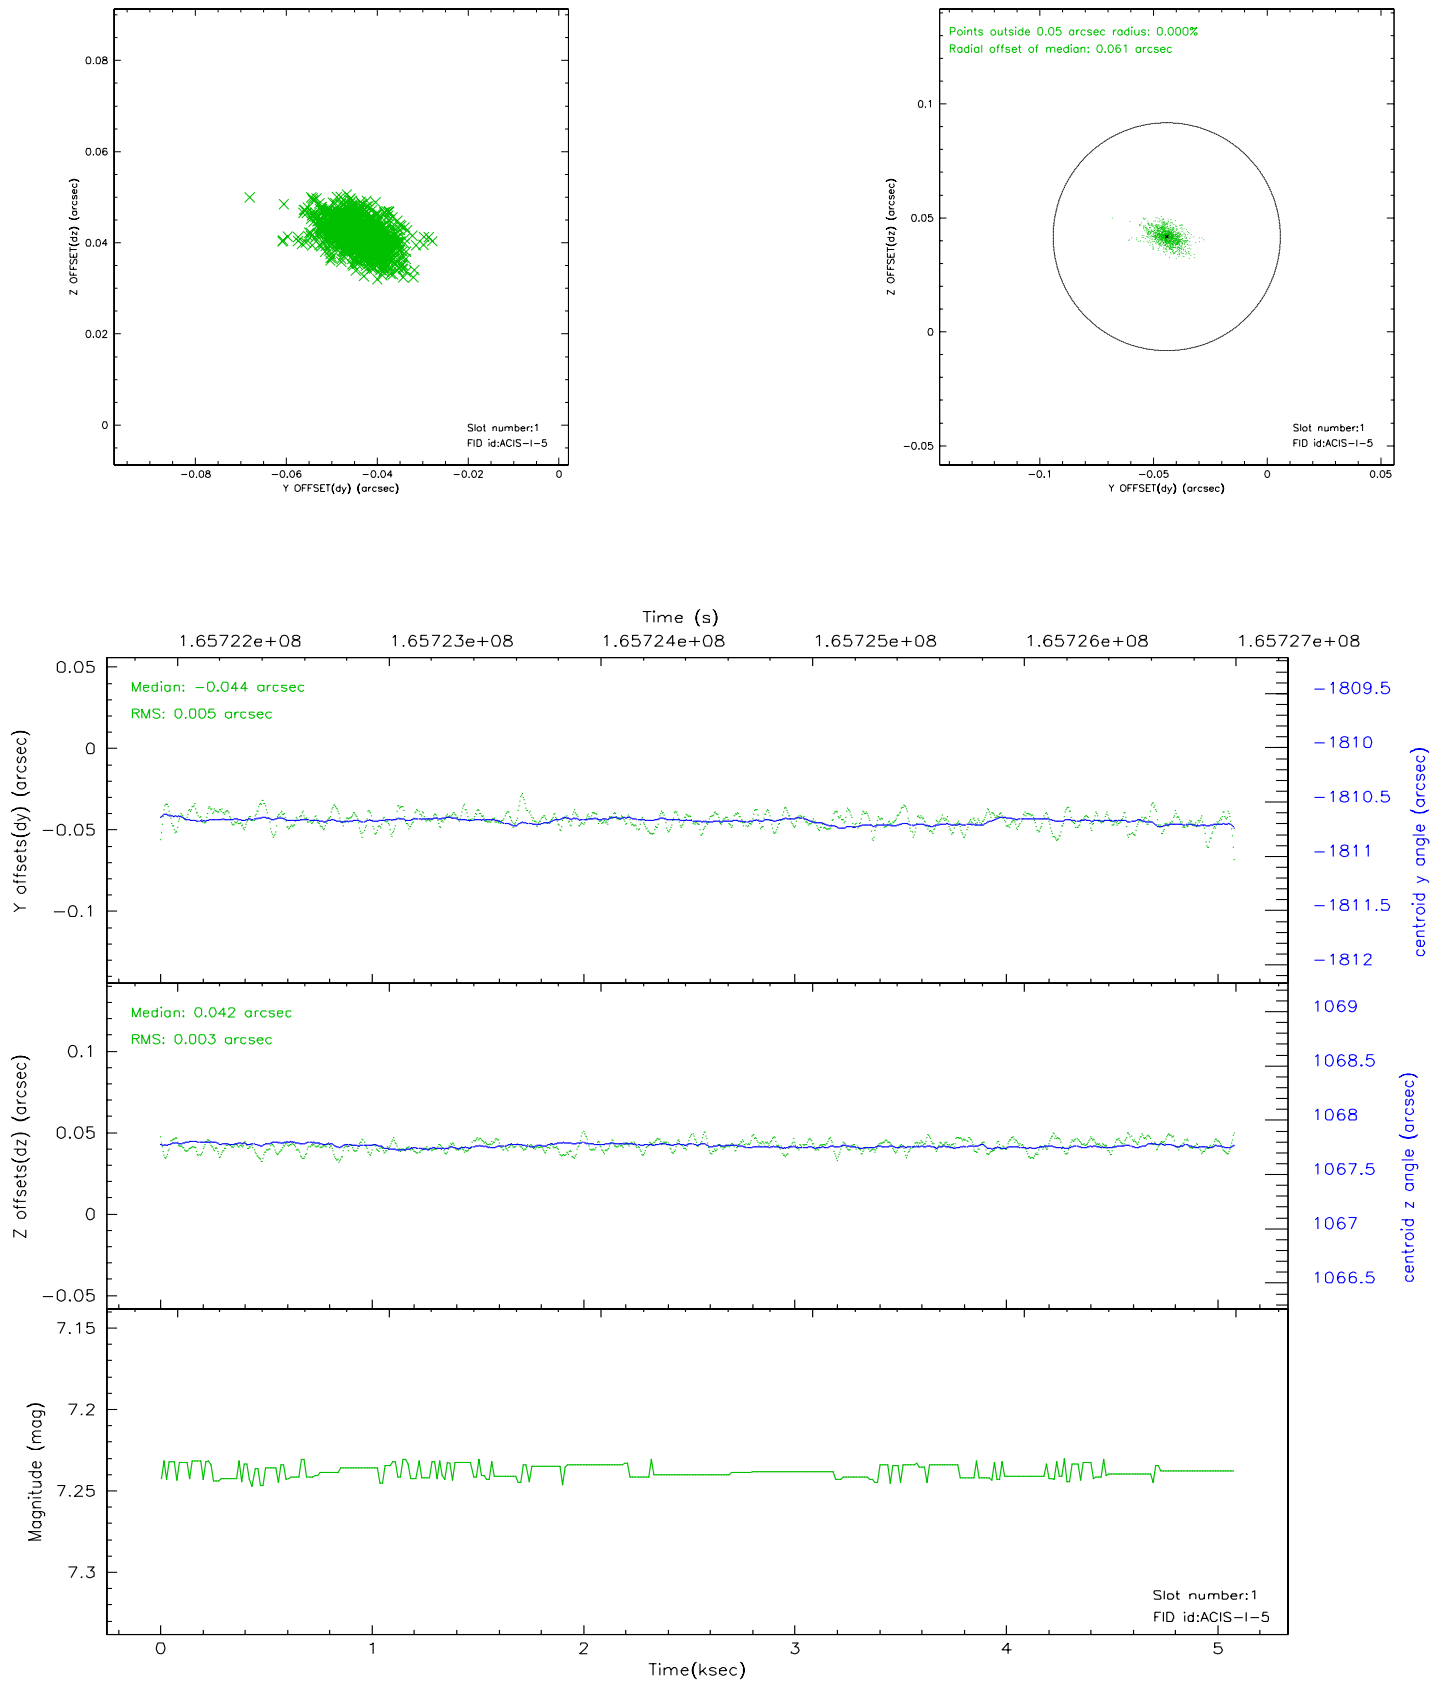 0.08
0.06
0.04
0.02
0
Z OFFSET(dz) (arcsec)
Slot number:1
FID id:ACIS-I-5
-0.08 -0.06 -0.04 -0.02 0
Y OFFSET(dy) (arcsec)
Points outside 0.05 arcsec radius: 0.000%
Radial offset of median: 0.061 arcsec
0.1
0.05
0
-0.05
Z OFFSET(dz) (arcsec)
Slot number:1
FID id:ACIS-I-5
-0.1 -0.05 0 0.05
Y OFFSET(dy) (arcsec)
Time (s)
1.65722e+08 1.65723e+08 1.65724e+08 1.65725e+08 1.65726e+08 1.65727e+08
Median: -0.044 arcsec
RMS: 0.005 arcsec
0.05
0
-0.05
-0.1
Y offsets(dy) (arcsec)
-1809.5
-1810
-1810.5
-1811
-1811.5
-1812
centroid y angle (arcsec)
Median: 0.042 arcsec
RMS: 0.003 arcsec
0.1
0.05
0
-0.05
Z offsets(dz) (arcsec)
1069
1068.5
1068
1067.5
1067
1066.5
centroid z angle (arcsec)
7.15
7.2
7.25
7.3
Magnitude (mag)
Slot number:1
FID id:ACIS-I-5
0 1 2 3 4 5
Time(ksec)